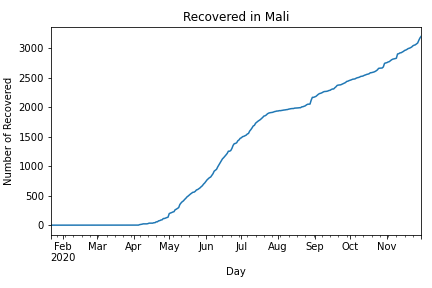 Recovered in Mali
Number of Recovered
3000
2500
2000
1500
1000
500
0
Feb Mar Apr May Jun Jul Aug Sep Oct Nov
2020
Day